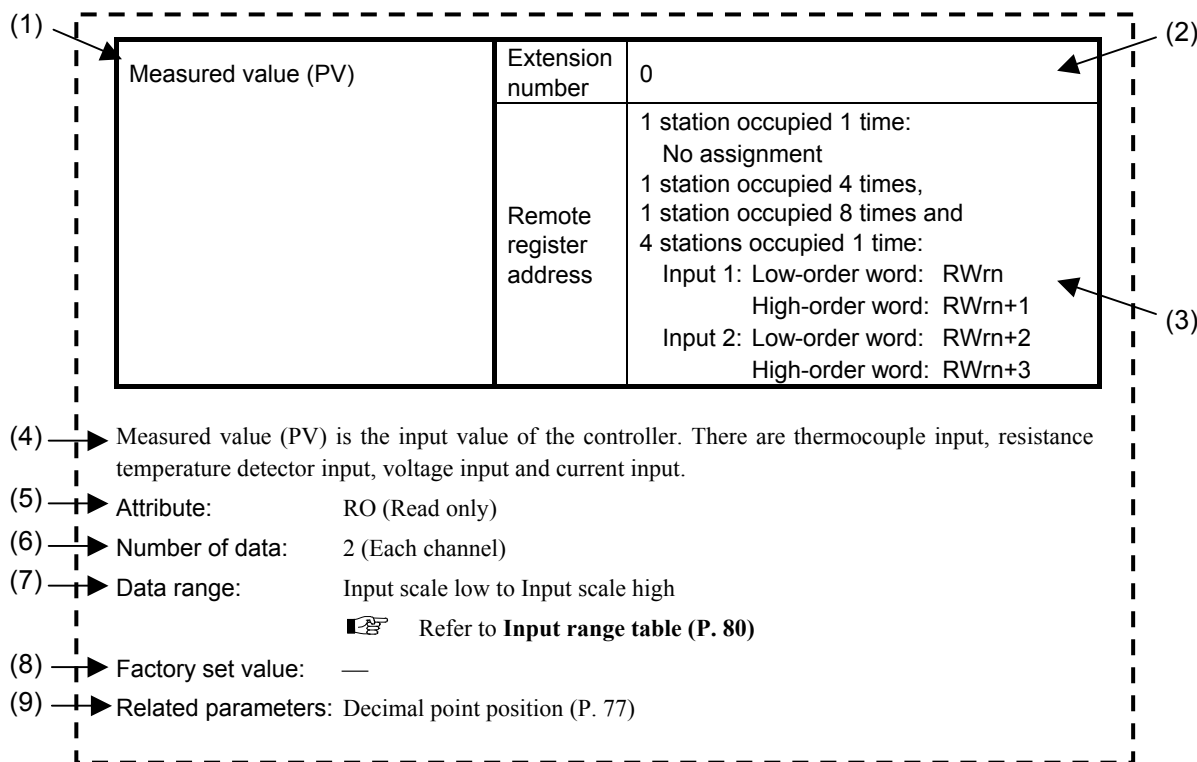 (1)
(2)
Measured value (PV)
Extension
number
0
Remote
register
address
1 station occupied 1 time:
No assignment
1 station occupied 4 times,
1 station occupied 8 times and
4 stations occupied 1 time:
Input 1: Low-order word: RWrn
High-order word: RWrn+1
Input 2: Low-order word: RWrn+2
High-order word: RWrn+3
(3)
(4) Measured value (PV) is the input value of the controller. There are thermocouple input, resistance
temperature detector input, voltage input and current input.
(5) Attribute: RO (Read only)
(6) Number of data: 2 (Each channel)
(7) Data range: Input scale low to Input scale high
Refer to Input range table (P. 80)
(8) Factory set value: —
(9) Related parameters: Decimal point position (P. 77)